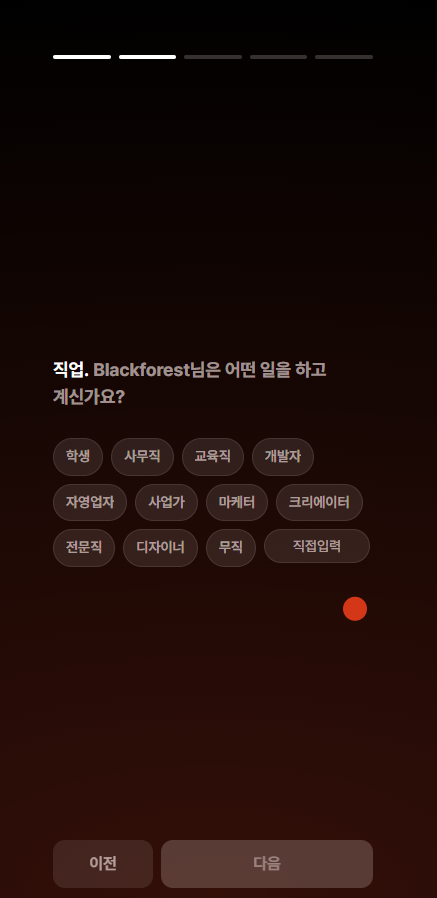 직업. Blackforest님은 어떤 일을 하고
계신가요?
학생 사무직 교육직 개발자
자영업자 사업가 마케터 크리에이터
전문직 디자이너 무직 직접입력
이전 다음